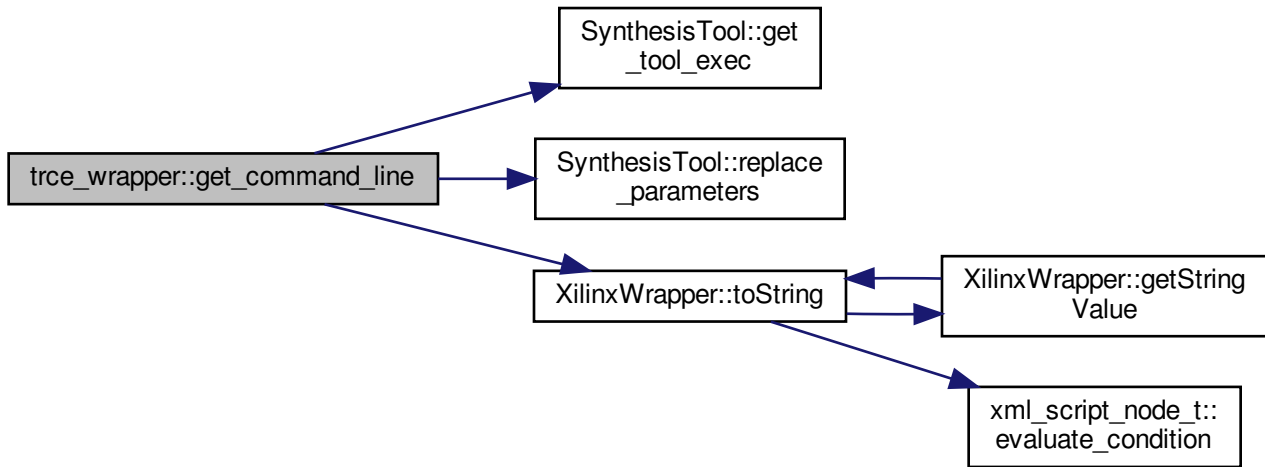 SynthesisTool::get
_tool_exec
trce_wrapper::get_command_line
SynthesisTool::replace
_parameters
XilinxWrapper::toString
XilinxWrapper::getString
Value
xml_script_node_t::
evaluate_condition